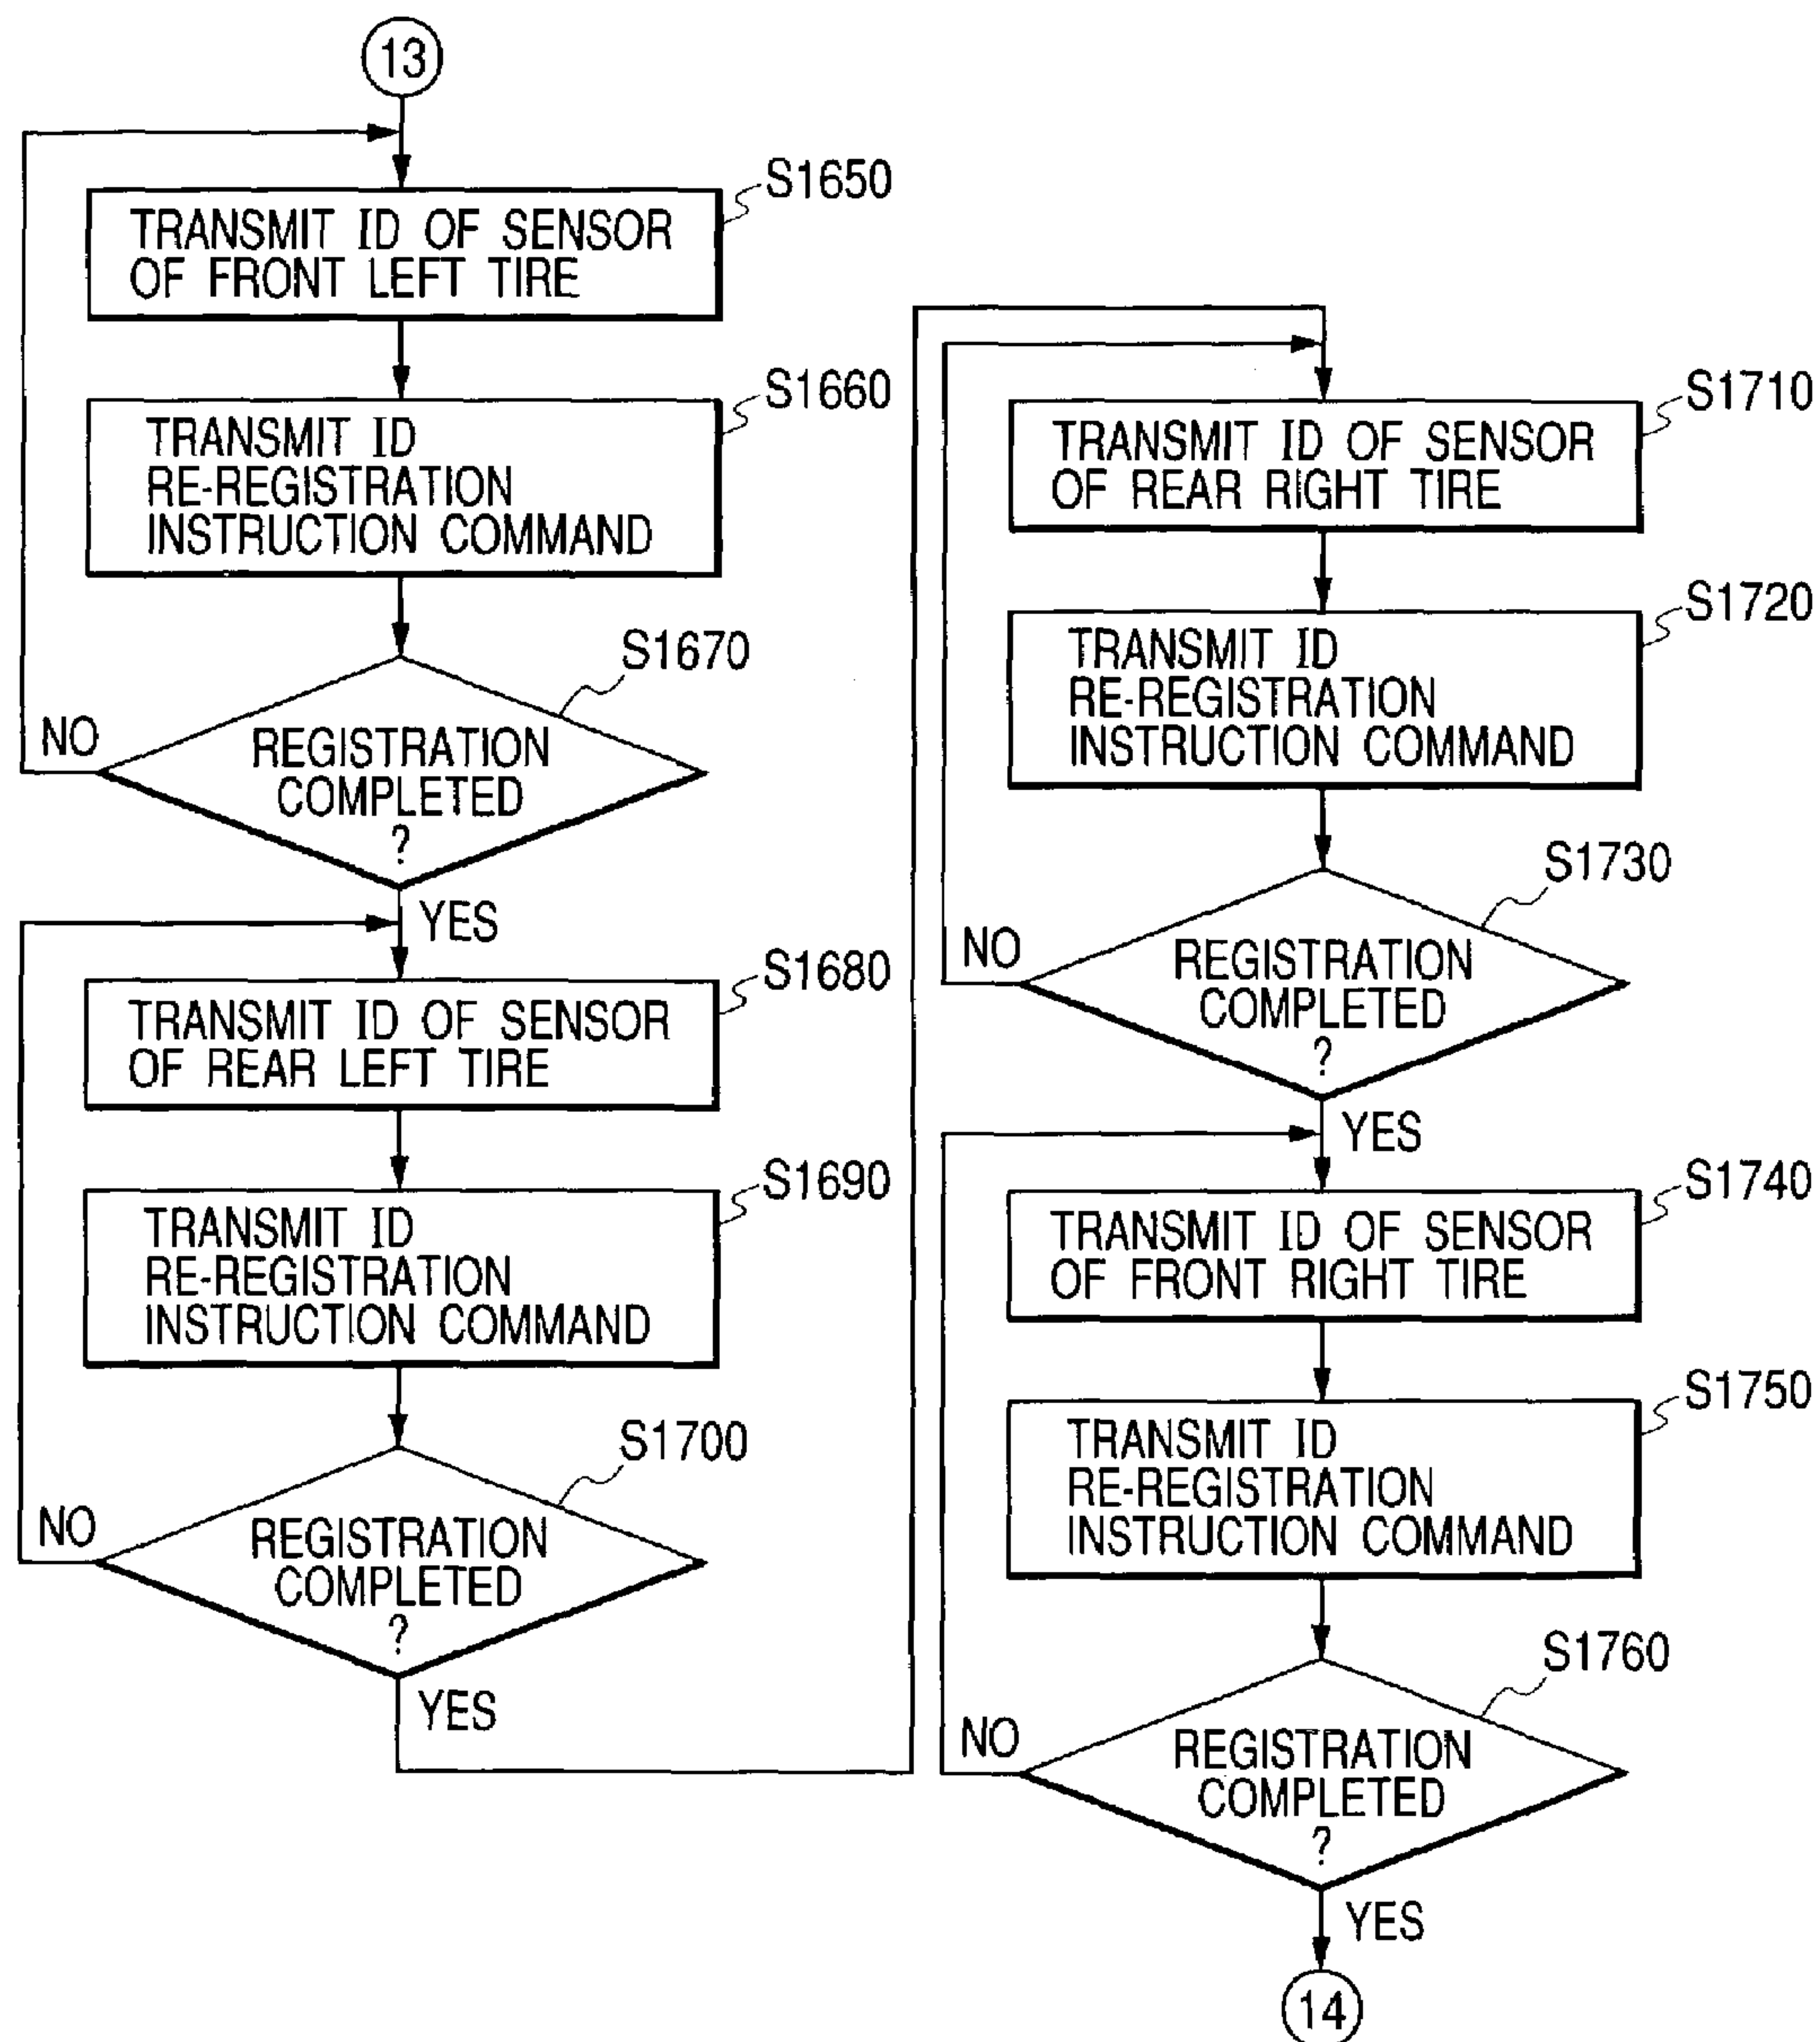 13
S1650
TRANSMIT ID OF SENSOR
OF FRONT LEFT TIRE
S1660
TRANSMIT ID
RE-REGISTRATION
INSTRUCTION COMMAND
S1670
NO
REGISTRATION
COMPLETED
?
YES
S1680
TRANSMIT ID OF SENSOR
OF REAR LEFT TIRE
S1690
TRANSMIT ID
RE-REGISTRATION
INSTRUCTION COMMAND
S1700
NO
REGISTRATION
COMPLETED
?
YES
S1710
TRANSMIT ID OF SENSOR
OF REAR RIGHT TIRE
S1720
TRANSMIT ID
RE-REGISTRATION
INSTRUCTION COMMAND
S1730
NO
REGISTRATION
COMPLETED
?
YES
S1740
TRANSMIT ID OF SENSOR
OF FRONT RIGHT TIRE
S1750
TRANSMIT ID
RE-REGISTRATION
INSTRUCTION COMMAND
S1760
NO
REGISTRATION
COMPLETED
?
YES
14